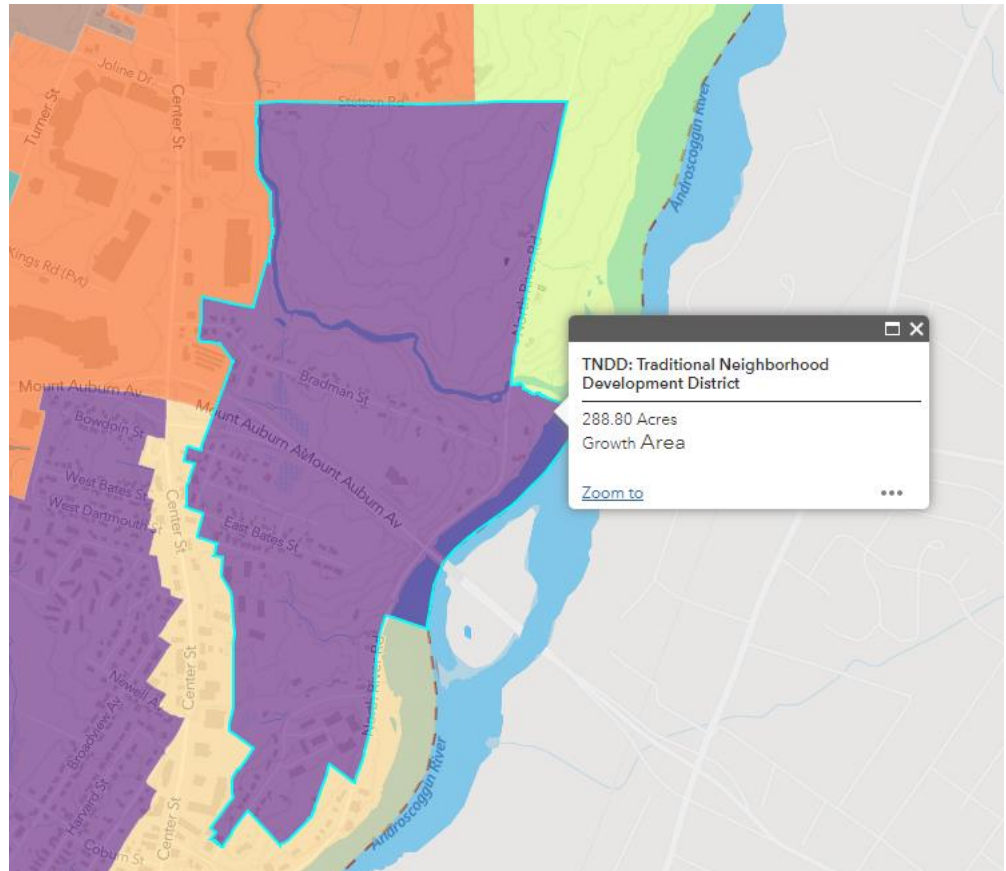 Joline Dr
Turner St
Center St
Stetson Rd
Androscoggin River
Kings Rd (Pvt)
North River Rd
TNDD: Traditional Neighborhood
Development District
288.80 Acres
Growth Area
Zoom to
Mount Auburn Av
Bradman St
Mount Auburn Av
Mount Auburn Av
Bowdoin St
West Bates St
West Dartmouth St
Center St
East Bates St
Center St
North River Rd
Newell A
Broadview Av
Harvard St
Androscoggin River
Center St
Coburn St